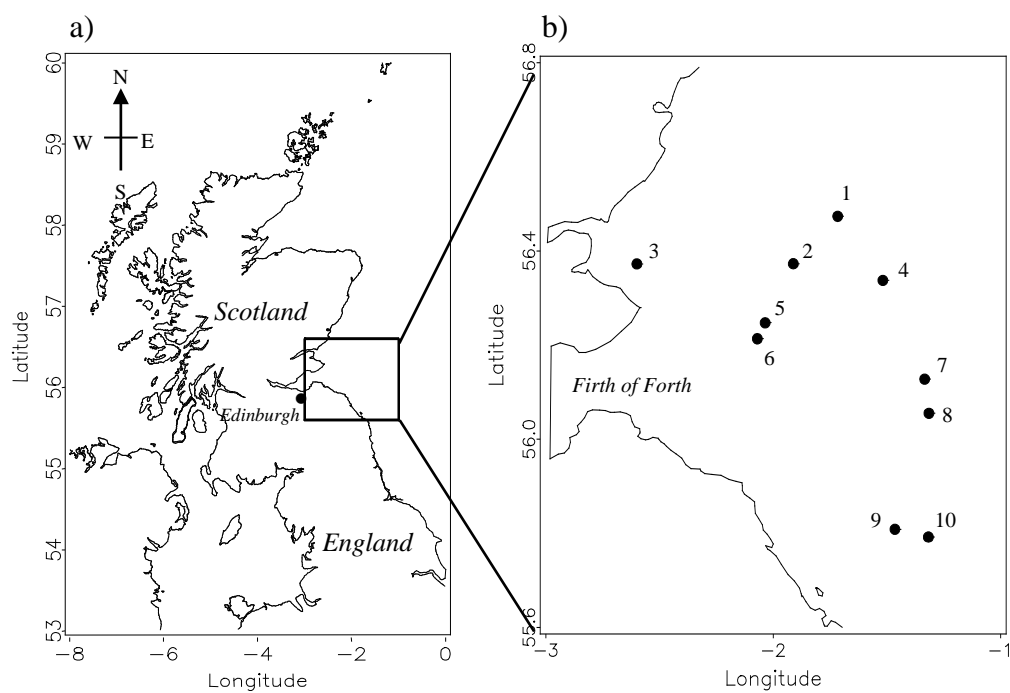 a)
60
59
58
57
56
55
54
53
Latitude
N
W E
S
Scotland
Edinburgh
England
−8 −6 −4 −2 0
Longitude
b)
56.8
56.4
56.0
55.6
Latitude
1
2
3
4
5
6
7
8
9
10
Firth of Forth
−3 −2 −1
Longitude